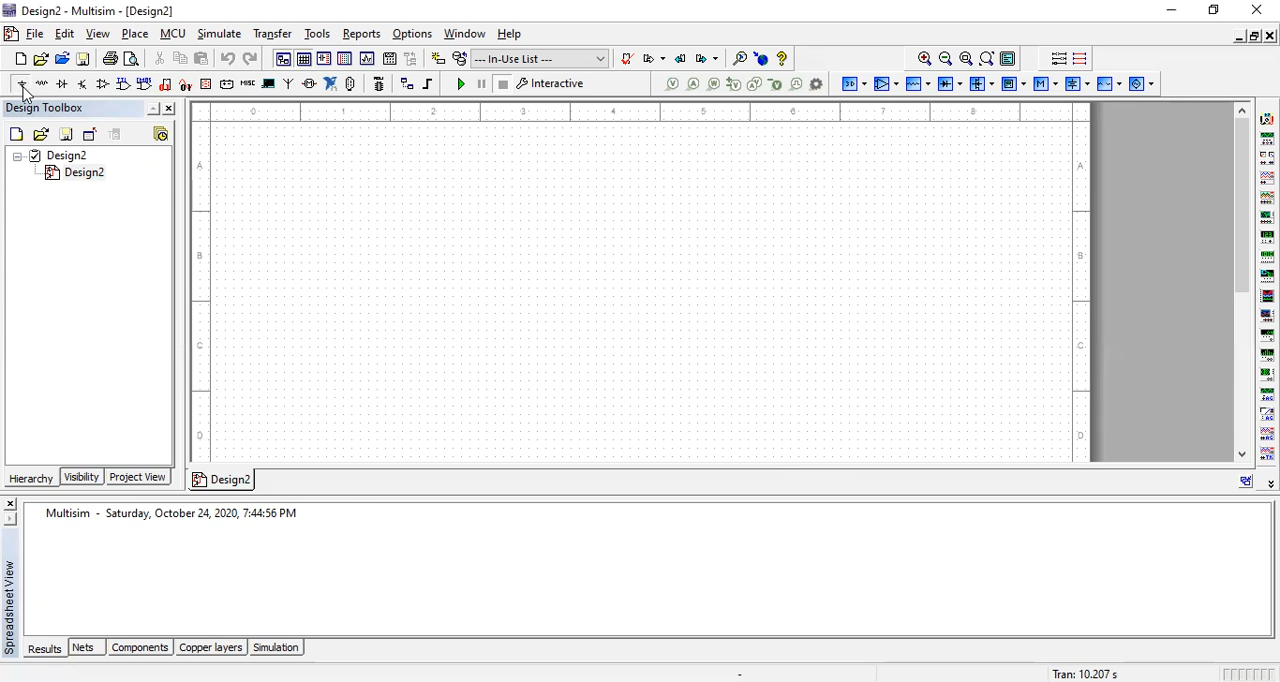 Design2 - Multisim - [Design2]
File Edit View Place MCU Simulate Transfer Tools Reports Options Window Help
--- In-Use List ---
MISC Interactive
Design Toolbox
0 1 2 3 4 5 6 7 8
Design2
Design2
A A
B B
C C
D D
Hierarchy Visibility Project View
Design2
Multisim - Saturday, October 24, 2020, 7:44:56 PM
Spreadsheet View
Results Nets Components Copper layers Simulation
- Tran: 10.207 s